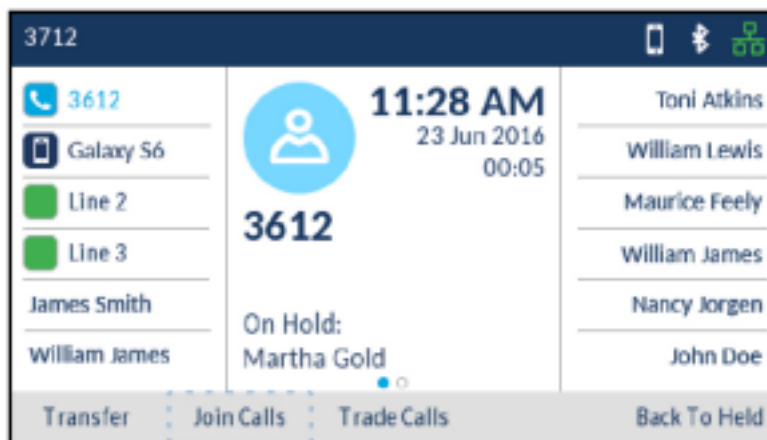 3712
3612
Galaxy S6
Line 2
Line 3
James Smith
William James
11:28 AM
23 Jun 2016
00:05
3612
On Hold:
Martha Gold
Toni Atkins
William Lewis
Maurice Feely
William James
Nancy Jorgen
John Doe
Transfer
Join Calls
Trade Calls
Back To Held